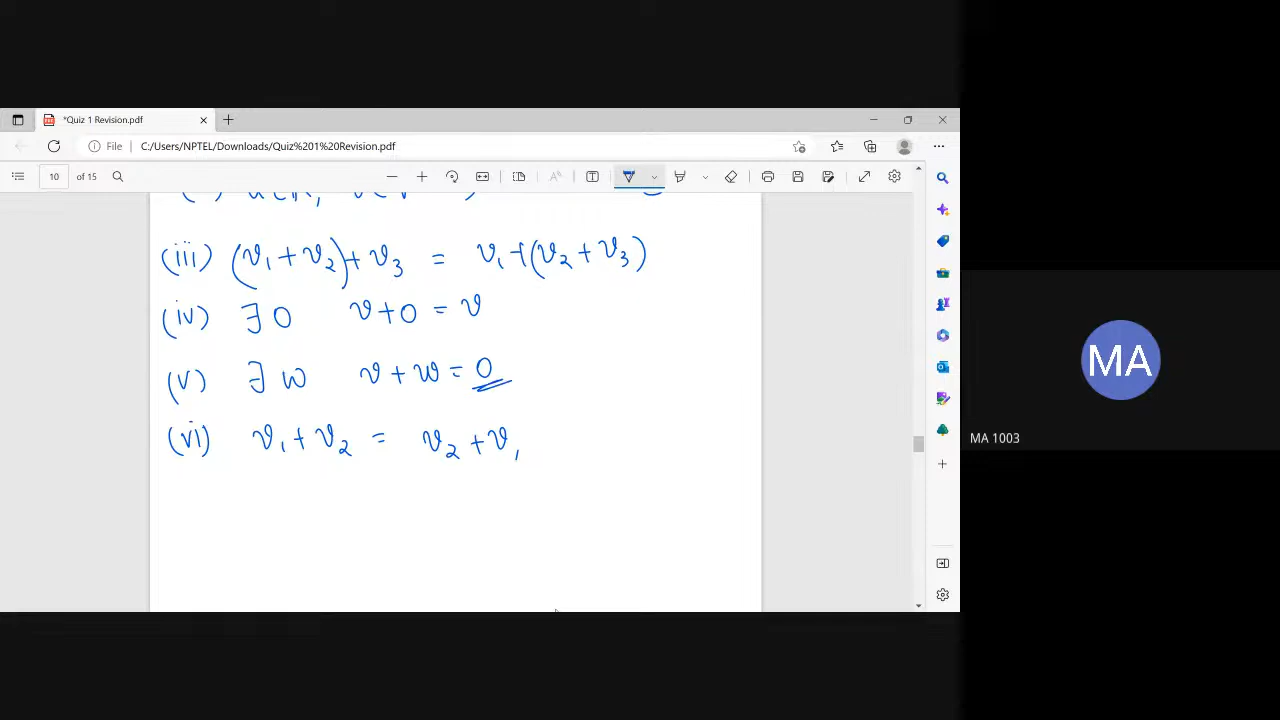 *Quiz 1 Revision.pdf
File C:/Users/NPTEL/Downloads/Quiz%201%20Revision.pdf
10 of 15
(iii) (v₁ + v₂) + v₃ = v₁ + (v₂ + v₃)
(iv) ∃ 0 v + 0 = v
(v) ∃ w v + w = 0
(vi) v₁ + v₂ = v₂ + v₁
MA
MA 1003